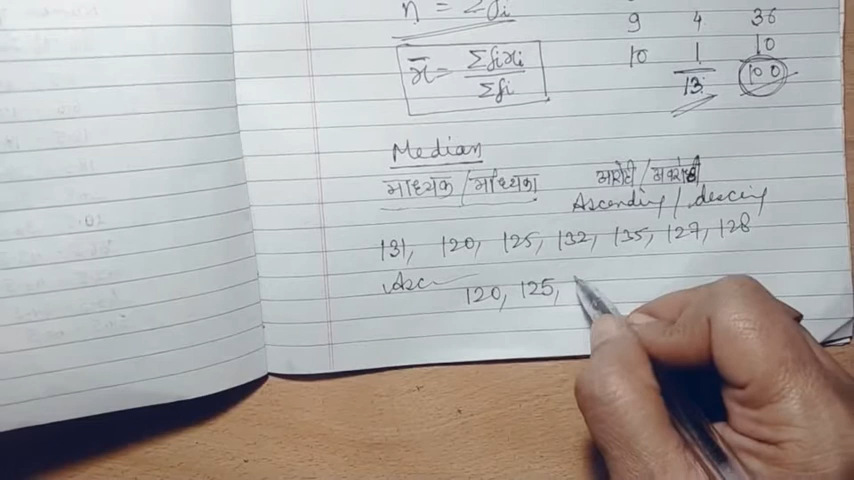 n = Σfi
9 4 36
10 1 10
x̄ = Σfixi / Σfi
13 100
Median
माध्यक / माध्यिका
आरोही / अवरोही
Ascending / descing
131, 120, 125, 132, 135, 127, 128
Asc
120, 125,